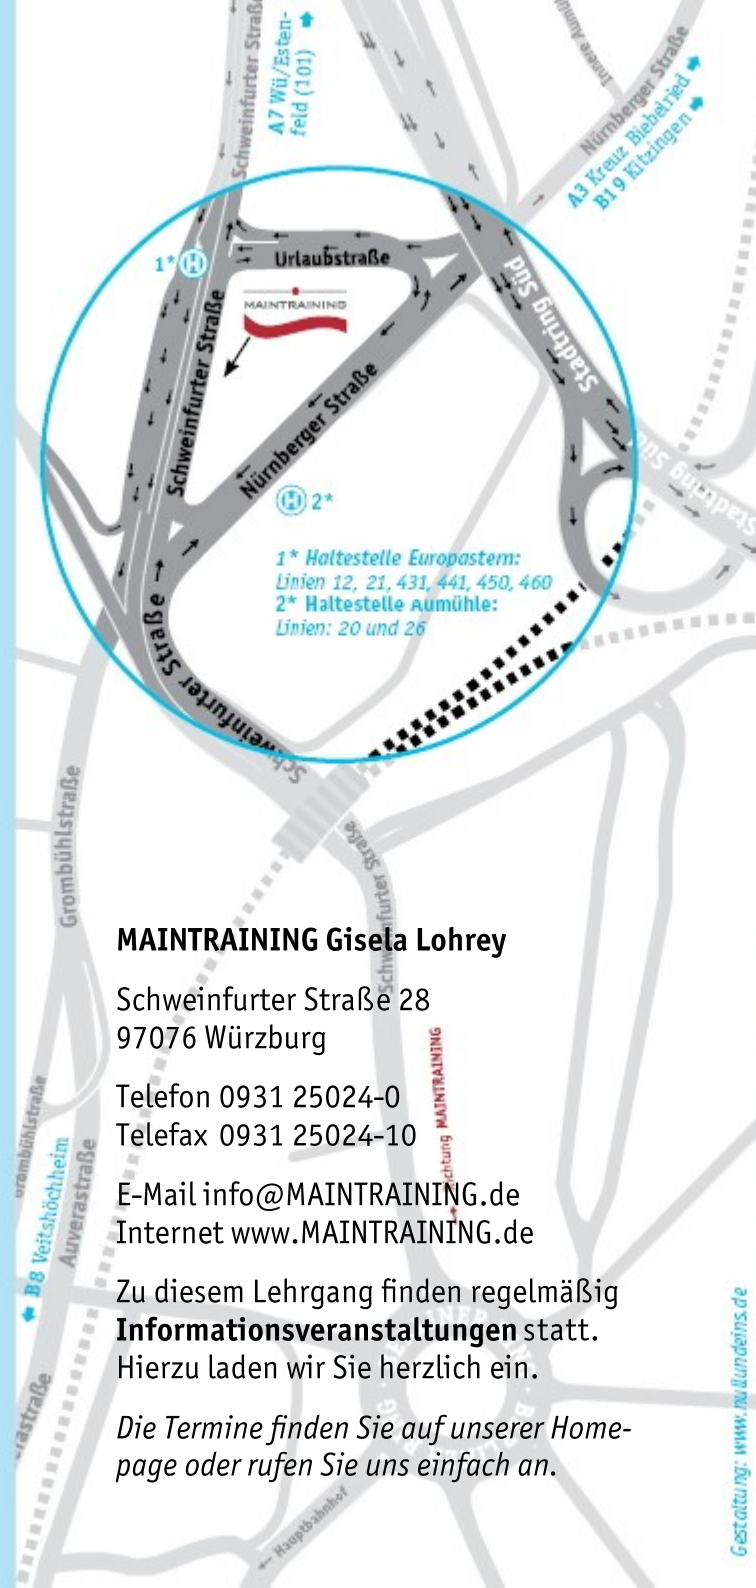 Schweinfurter Straße
A7 Wü/Esten-
feld (101)
Nürnberger Straße
A3 Kreuz Biebelried
B19 Kitzingen
1* H
Urlaubstraße
MAINTRAINING
Stadtring Süd
Schweinfurter Straße
Nürnberger Straße
Stadtring Süd
H 2*
1* Haltestelle Europastern:
Linien 12, 21, 431, 441, 450, 460
2* Haltestelle Aumühle:
Linien: 20 und 26
Schweinfurter Straße
Grombühlstraße
Schweinfurter Straße
MAINTRAINING Gisela Lohrey
Schweinfurter Straße 28
97076 Würzburg
Telefon 0931 25024-0
Telefax 0931 25024-10
E-Mail info@MAINTRAINING.de
Internet www.MAINTRAINING.de
Richtung MAINTRAINING
Grombühlstraße
B8 Veitshöchheim
Auverastraße
Zu diesem Lehrgang finden regelmäßig
Informationsveranstaltungen statt.
Hierzu laden wir Sie herzlich ein.
Die Termine finden Sie auf unserer Home-
page oder rufen Sie uns einfach an.
Hauptbahnhof
Gestaltung: www.nullundeins.de